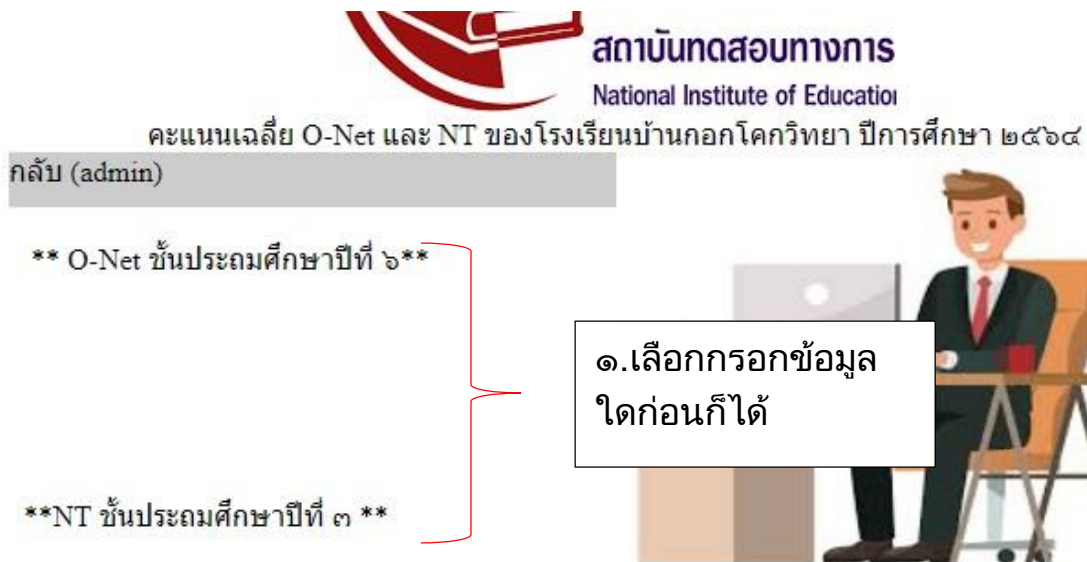 สถาบันทดสอบทางการ
National Institute of Education
คะแนนเฉลี่ย O-Net และ NT ของโรงเรียนบ้านกอกโคกวิทยา ปีการศึกษา ๒๕๖๔
กลับ (admin)
** O-Net ชั้นประถมศึกษาปีที่ ๖**
๑.เลือกกรอกข้อมูล
ใดก่อนก็ได้
**NT ชั้นประถมศึกษาปีที่ ๓ **